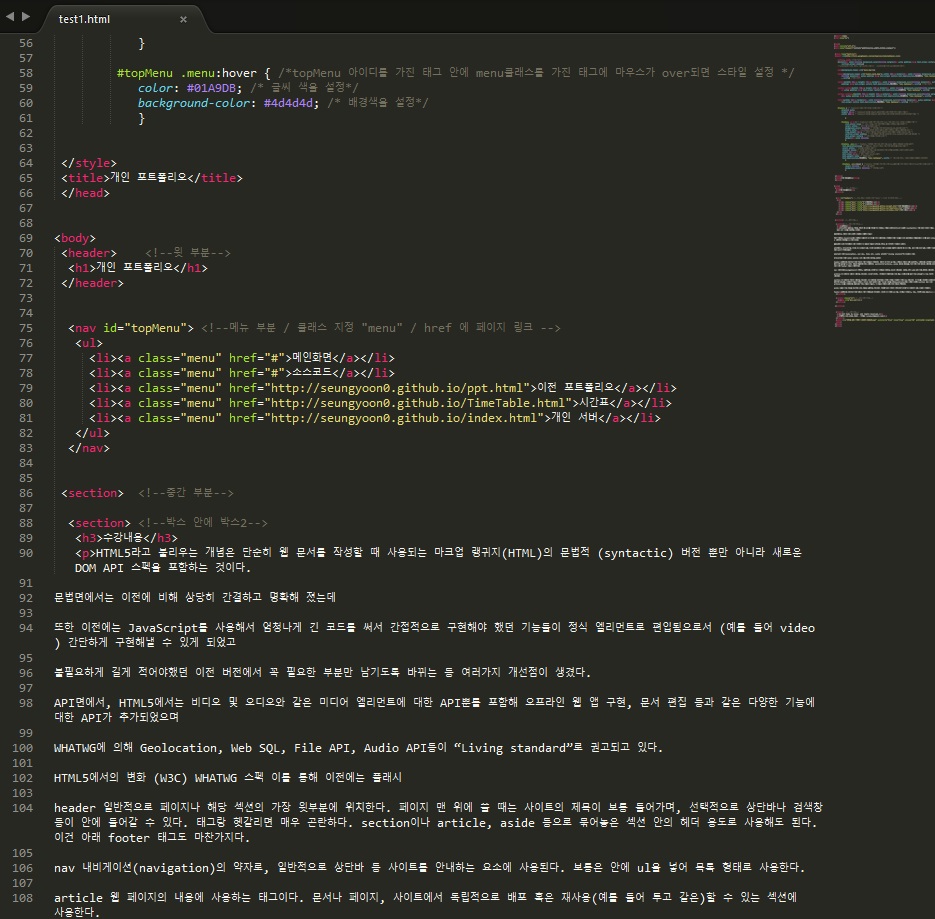 test1.html ×
56 }
57
58 #topMenu .menu:hover { /*topMenu 아이디를 가진 태그 안에 menu클래스를 가진 태그에 마우스가 over되면 스타일 설정 */
59 color: #01A9DB; /* 글씨 색을 설정*/
60 background-color: #4d4d4d; /* 배경색을 설정*/
61 }
62
63
64 </style>
65 <title>개인 포트폴리오</title>
66 </head>
67
68
69 <body>
70 <header> <!--윗 부분-->
71 <h1>개인 포트폴리오</h1>
72 </header>
73
74
75 <nav id="topMenu"> <!--메뉴 부분 / 클래스 지정 "menu" / href 에 페이지 링크 -->
76 <ul>
77 <li><a class="menu" href="#">메인화면</a></li>
78 <li><a class="menu" href="#">소스코드</a></li>
79 <li><a class="menu" href="http://seungyoon0.github.io/ppt.html">이전 포트폴리오</a></li>
80 <li><a class="menu" href="http://seungyoon0.github.io/TimeTable.html">시간표</a></li>
81 <li><a class="menu" href="http://seungyoon0.github.io/index.html">개인 서버</a></li>
82 </ul>
83 </nav>
84
85
86 <section> <!--중간 부분-->
87
88 <section> <!--박스 안에 박스2-->
89 <h3>수강내용</h3>
90 <p>HTML5라고 불리우는 개념은 단순히 웹 문서를 작성할 때 사용되는 마크업 랭귀지(HTML)의 문법적 (syntactic) 버전 뿐만 아니라 새로운
DOM API 스펙을 포함하는 것이다.
91
92 문법면에서는 이전에 비해 상당히 간결하고 명확해 졌는데
93
94 또한 이전에는 JavaScript를 사용해서 엄청나게 긴 코드를 써서 간접적으로 구현해야 했던 기능들이 정식 엘리먼트로 편입됨으로서 (예를 들어 video
) 간단하게 구현해낼 수 있게 되었고
95
96 불필요하게 길게 적어야했던 이전 버전에서 꼭 필요한 부분만 남기도록 바뀌는 등 여러가지 개선점이 생겼다.
97
98 API면에서, HTML5에서는 비디오 및 오디오와 같은 미디어 엘리먼트에 대한 API뿐를 포함해 오프라인 웹 앱 구현, 문서 편집 등과 같은 다양한 기능에
대한 API가 추가되었으며
99
100 WHATWG에 의해 Geolocation, Web SQL, File API, Audio API등이 “Living standard”로 권고되고 있다.
101
102 HTML5에서의 변화 (W3C) WHATWG 스펙 이를 통해 이전에는 플래시
103
104 header 일반적으로 페이지나 해당 섹션의 가장 윗부분에 위치한다. 페이지 맨 위에 쓸 때는 사이트의 제목이 보통 들어가며, 선택적으로 상단바나 검색창
등이 안에 들어갈 수 있다. 태그랑 헷갈리면 매우 곤란하다. section이나 article, aside 등으로 묶어놓은 섹션 안의 헤더 용도로 사용해도 된다.
이건 아래 footer 태그도 마찬가지다.
105
106 nav 내비게이션(navigation)의 약자로, 일반적으로 상단바 등 사이트를 안내하는 요소에 사용된다. 보통은 안에 ul을 넣어 목록 형태로 사용한다.
107
108 article 웹 페이지의 내용에 사용하는 태그이다. 문서나 페이지, 사이트에서 독립적으로 배포 혹은 재사용(예를 들어 투고 같은)할 수 있는 섹션에
사용한다.